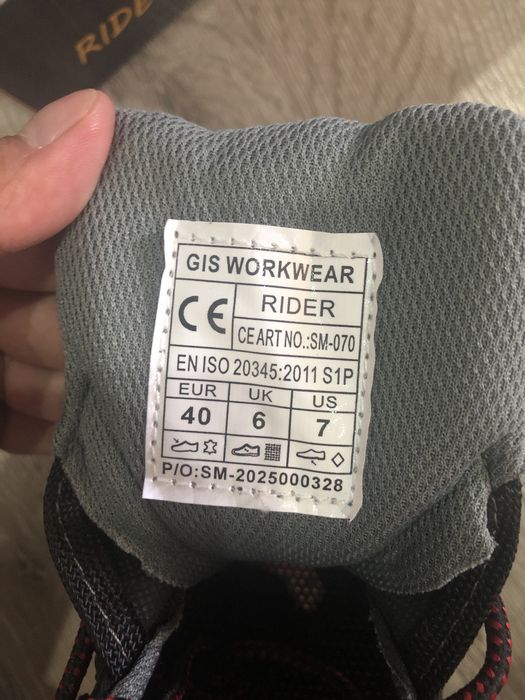 RIDE
GIS WORKWEAR
CE RIDER
CE ART NO.:SM-070
EN ISO 20345:2011 S1P
EUR UK US
40 6 7
P/O:SM-2025000328